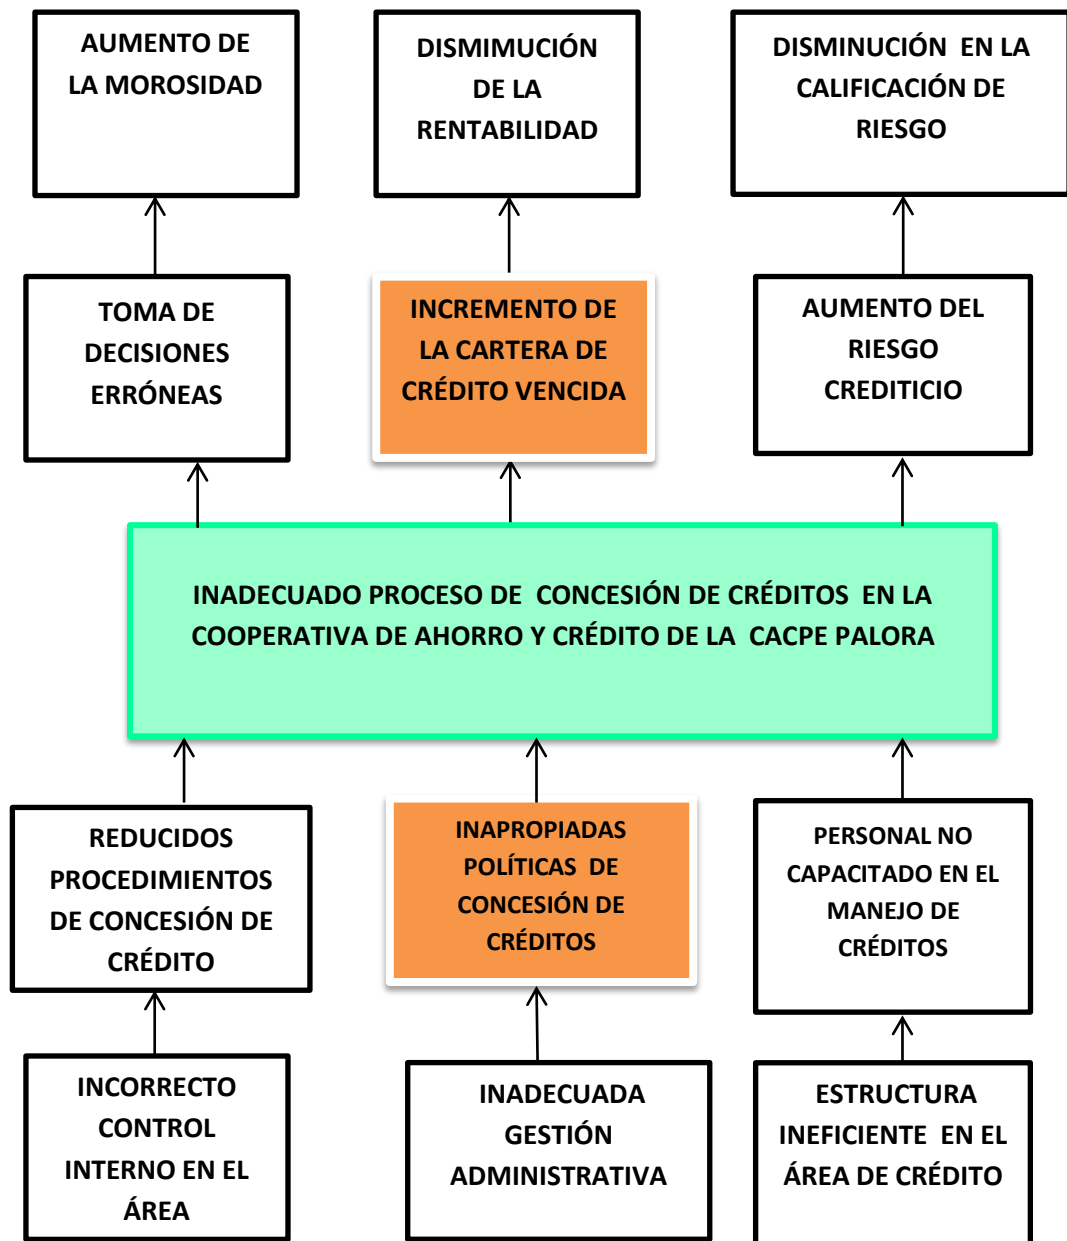 AUMENTO DE
LA MOROSIDAD
DISMIMUCIÓN
DE LA
RENTABILIDAD
DISMINUCIÓN EN LA
CALIFICACIÓN DE
RIESGO
TOMA DE
DECISIONES
ERRÓNEAS
INCREMENTO DE
LA CARTERA DE
CRÉDITO VENCIDA
AUMENTO DEL
RIESGO
CREDITICIO
INADECUADO PROCESO DE CONCESIÓN DE CRÉDITOS EN LA
COOPERATIVA DE AHORRO Y CRÉDITO DE LA CACPE PALORA
REDUCIDOS
PROCEDIMIENTOS
DE CONCESIÓN DE
CRÉDITO
INAPROPIADAS
POLÍTICAS DE
CONCESIÓN DE
CRÉDITOS
PERSONAL NO
CAPACITADO EN EL
MANEJO DE
CRÉDITOS
INCORRECTO
CONTROL
INTERNO EN EL
ÁREA
INADECUADA
GESTIÓN
ADMINISTRATIVA
ESTRUCTURA
INEFICIENTE EN EL
ÁREA DE CRÉDITO